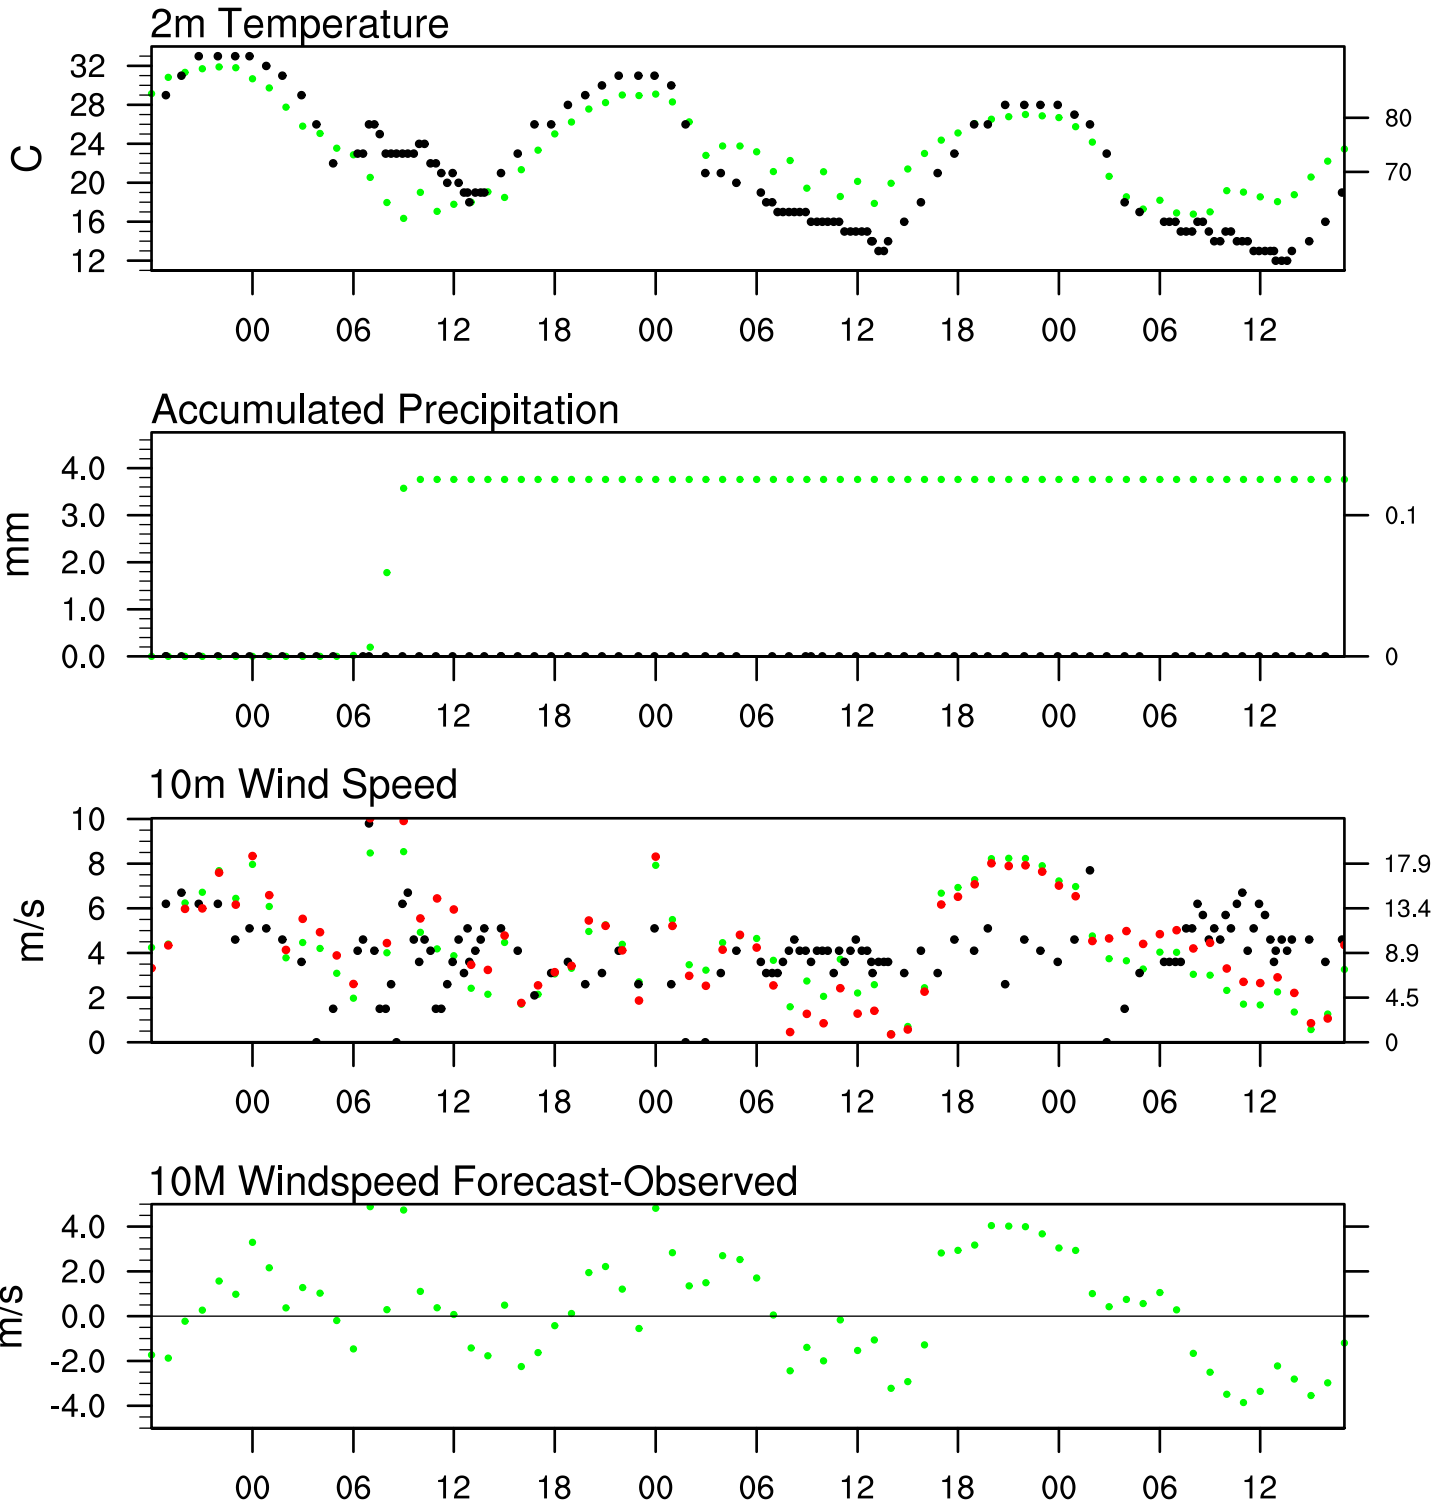 2m Temperature
32
28
24
20
16
12
C
80
70
00 06 12 18 00 06 12 18 00 06 12
Accumulated Precipitation
4.0
3.0
2.0
1.0
0.0
mm
0.1
0
00 06 12 18 00 06 12 18 00 06 12
10m Wind Speed
10
8
6
4
2
0
m/s
17.9
13.4
8.9
4.5
0
00 06 12 18 00 06 12 18 00 06 12
10M Windspeed Forecast-Observed
4.0
2.0
0.0
-2.0
-4.0
m/s
00 06 12 18 00 06 12 18 00 06 12